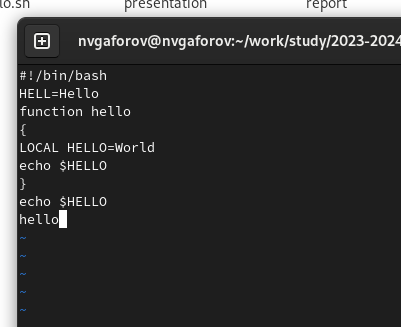 lo.sh presentation report
nvgaforov@nvgaforov:~/work/study/2023-2024
#!/bin/bash
HELL=Hello
function hello
{
LOCAL HELLO=World
echo $HELLO
}
echo $HELLO
hello
~
~
~
~
~